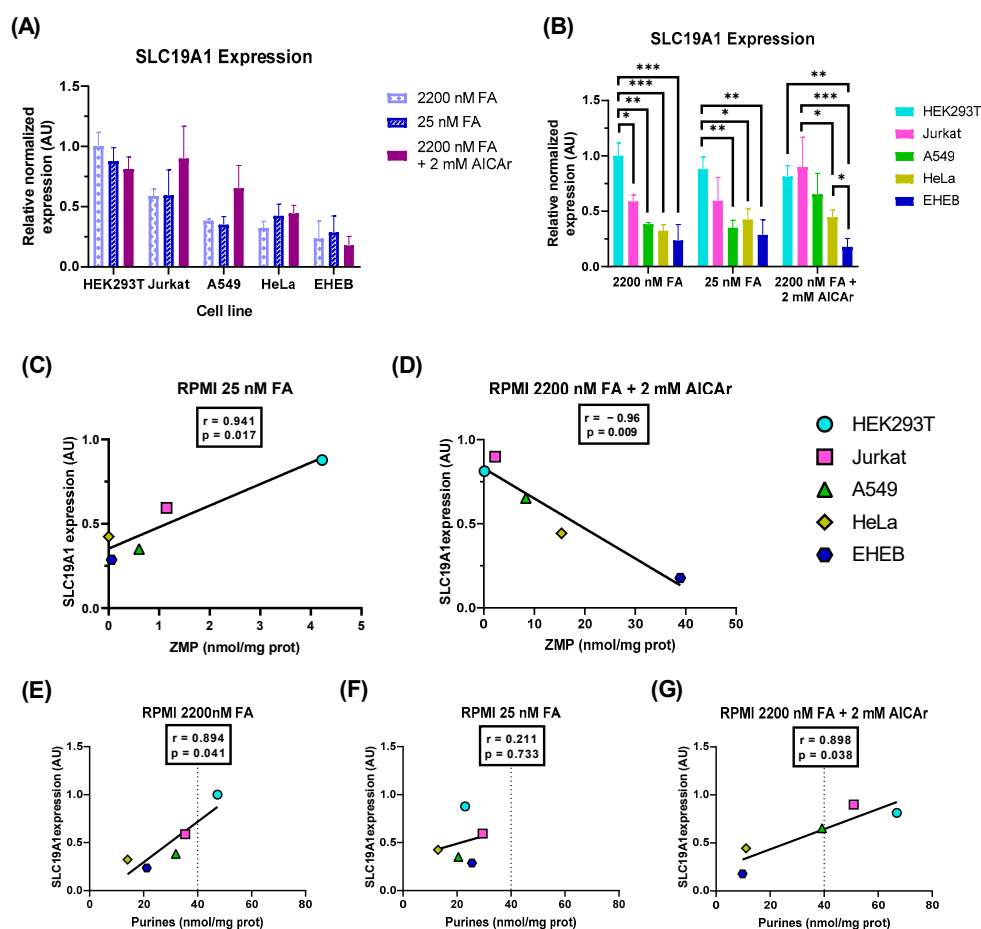 (A)
SLC19A1 Expression
Relative normalized
expression (AU)
1.5
1.0
0.5
0.0
HEK293T Jurkat A549 HeLa EHEB
Cell line
2200 nM FA
25 nM FA
2200 nM FA
+ 2 mM AICAr
(B)
SLC19A1 Expression
Relative normalized
expression (AU)
1.5
1.0
0.5
0.0
***
***
**
*
**
*
**
**
***
*
*
2200 nM FA 25 nM FA 2200 nM FA +
2 mM AICAr
HEK293T
Jurkat
A549
HeLa
EHEB
(C)
RPMI 25 nM FA
r = 0.941
p = 0.017
SLC19A1 expression (AU)
1.0
0.5
0.0
0 1 2 3 4 5
ZMP (nmol/mg prot)
(D)
RPMI 2200 nM FA + 2 mM AICAr
r = − 0.96
p = 0.009
SLC19A1expression (AU)
1.0
0.5
0.0
0 10 20 30 40 50
ZMP (nmol/mg prot)
HEK293T
Jurkat
A549
HeLa
EHEB
(E)
RPMI 2200nM FA
r = 0.894
p = 0.041
SLC19A1expression (AU)
1.5
1.0
0.5
0.0
0 20 40 60 80
Purines (nmol/mg prot)
(F)
RPMI 25 nM FA
r = 0.211
p = 0.733
SLC19A1expression (AU)
1.5
1.0
0.5
0.0
0 20 40 60 80
Purines (nmol/mg prot)
(G)
RPMI 2200 nM FA + 2 mM AICAr
r = 0.898
p = 0.038
SLC19A1expression (AU)
1.5
1.0
0.5
0.0
0 20 40 60 80
Purines (nmol/mg prot)